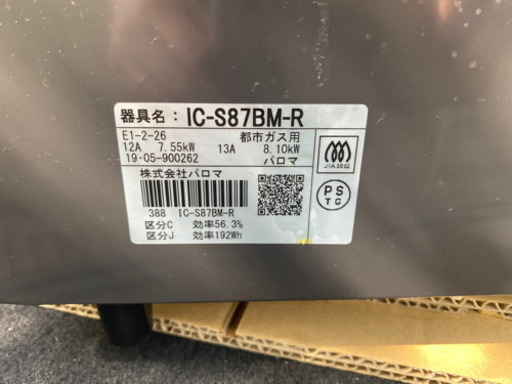 器具名： IC-S87BM-R
E1-2-26 都市ガス用
12A 7.55kW 13A 8.10kW
19・05-900262 パロマ
株式会社パロマ
388 IC-S87BM-R
区分C 効率56.3%
区分J 効率192Wh
PS
TG